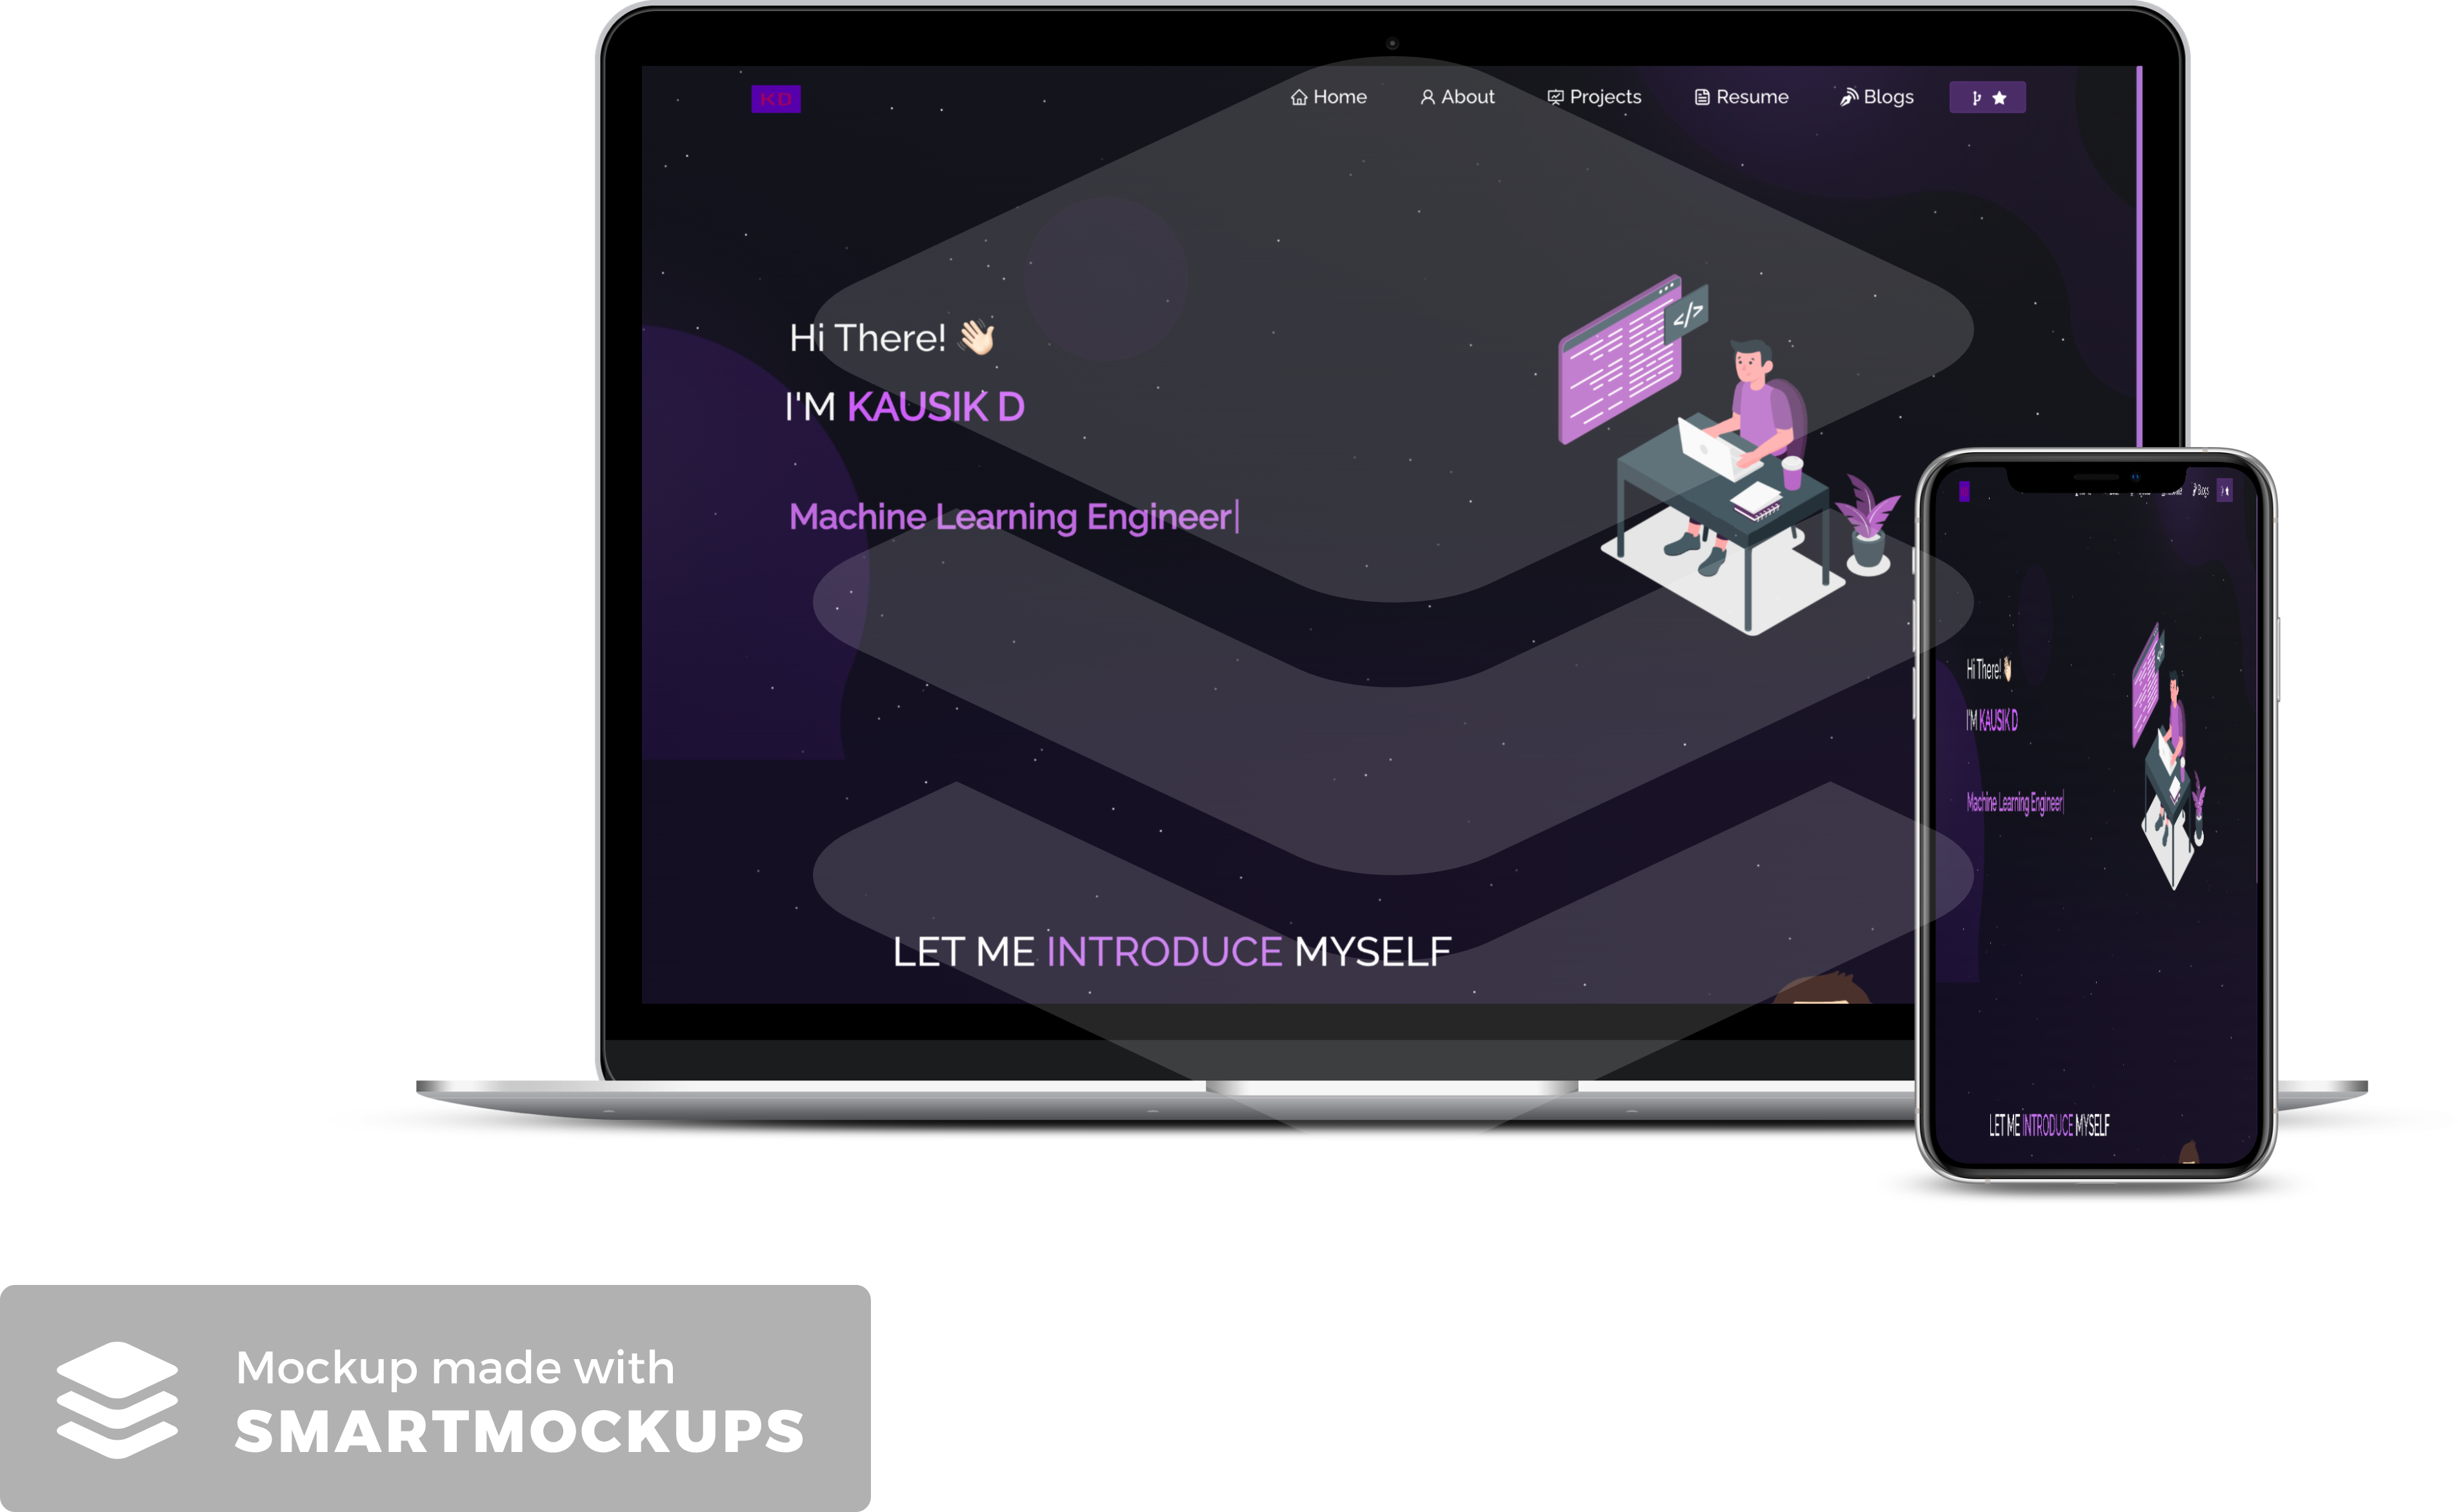 KD
Home About Projects Resume Blogs
Hi There! 👋🏻
I'M KAUSIK D
Machine Learning Engineer|
</>
LET ME INTRODUCE MYSELF
Blogs
Hi There! 👋🏻
I'M KAUSIK D
Machine Learning Engineer|
LET ME INTRODUCE MYSELF
Mockup made with
SMARTMOCKUPS